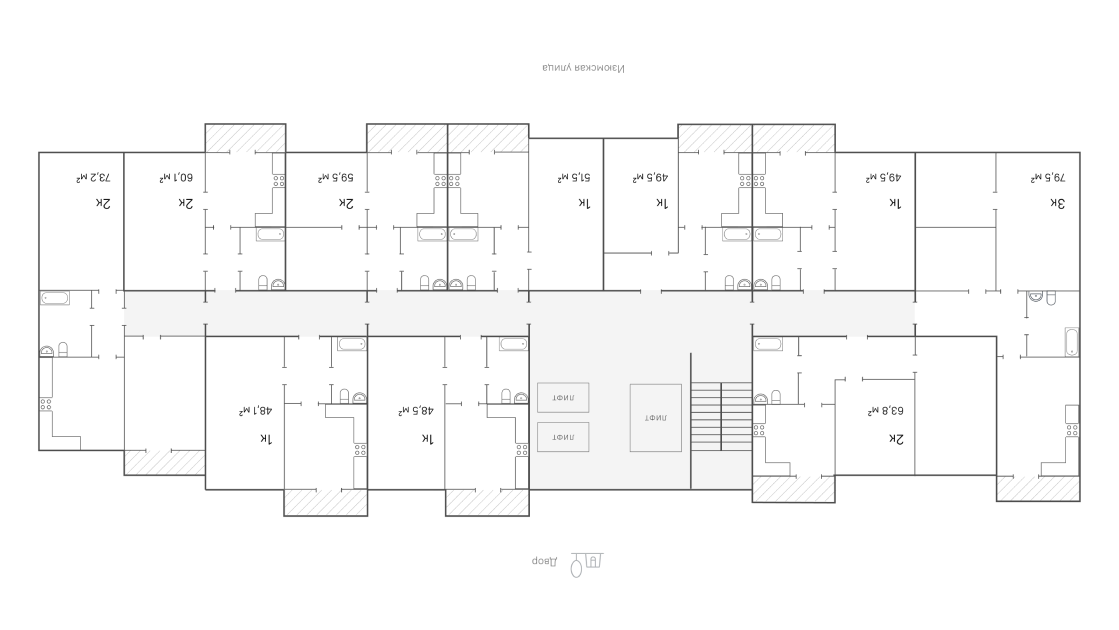 Двор
2к
63,8 м²
ЛИФТ
ЛИФТ
ЛИФТ
1к
48,5 м²
1к
48,1 м²
3к
79,5 м²
1к
49,5 м²
1к
49,5 м²
1к
51,5 м²
2к
59,5 м²
2к
60,1 м²
2к
73,2 м²
Изюмская улица